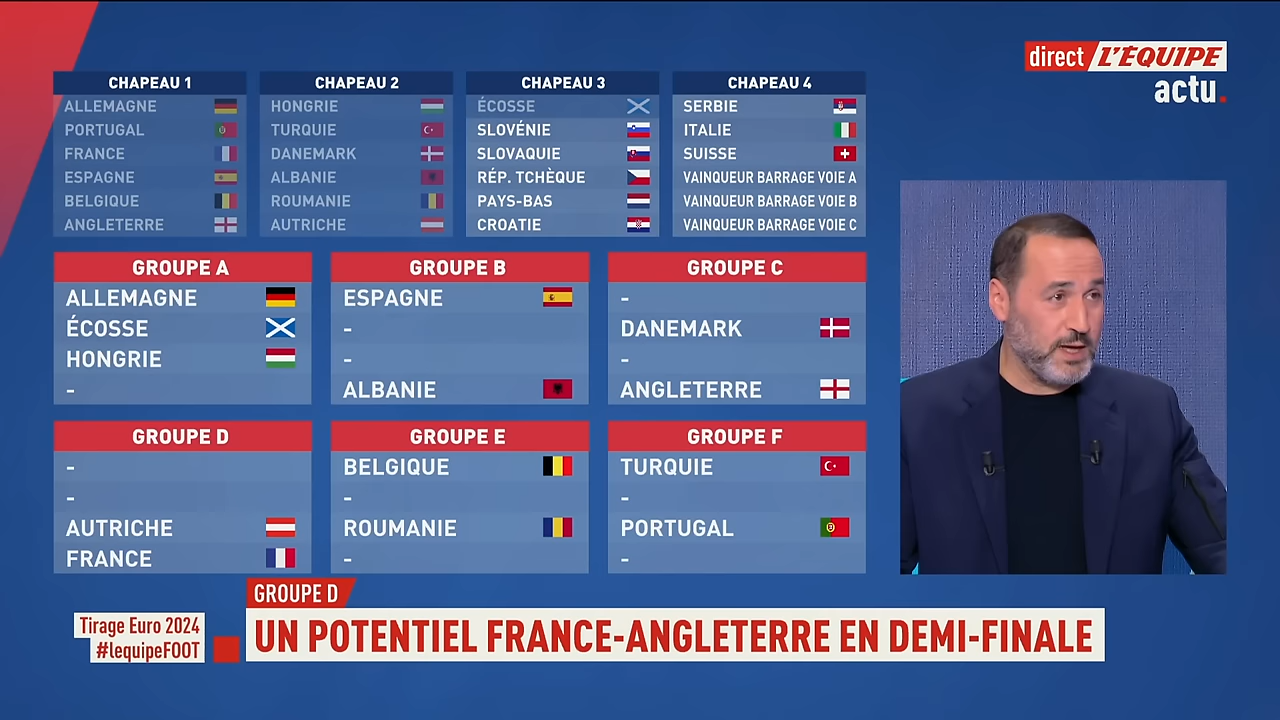 direct L'ÉQUIPE
actu.
CHAPEAU 1
ALLEMAGNE
PORTUGAL
FRANCE
ESPAGNE
BELGIQUE
ANGLETERRE
CHAPEAU 2
HONGRIE
TURQUIE
DANEMARK
ALBANIE
ROUMANIE
AUTRICHE
CHAPEAU 3
ÉCOSSE
SLOVÉNIE
SLOVAQUIE
RÉP. TCHÈQUE
PAYS-BAS
CROATIE
CHAPEAU 4
SERBIE
ITALIE
SUISSE
VAINQUEUR BARRAGE VOIE A
VAINQUEUR BARRAGE VOIE B
VAINQUEUR BARRAGE VOIE C
GROUPE A
ALLEMAGNE
ÉCOSSE
HONGRIE
-
GROUPE B
ESPAGNE
-
-
ALBANIE
GROUPE C
-
DANEMARK
-
ANGLETERRE
GROUPE D
-
-
AUTRICHE
FRANCE
GROUPE E
BELGIQUE
-
ROUMANIE
-
GROUPE F
TURQUIE
-
PORTUGAL
-
GROUPE D
UN POTENTIEL FRANCE-ANGLETERRE EN DEMI-FINALE
Tirage Euro 2024
#lequipeFOOT